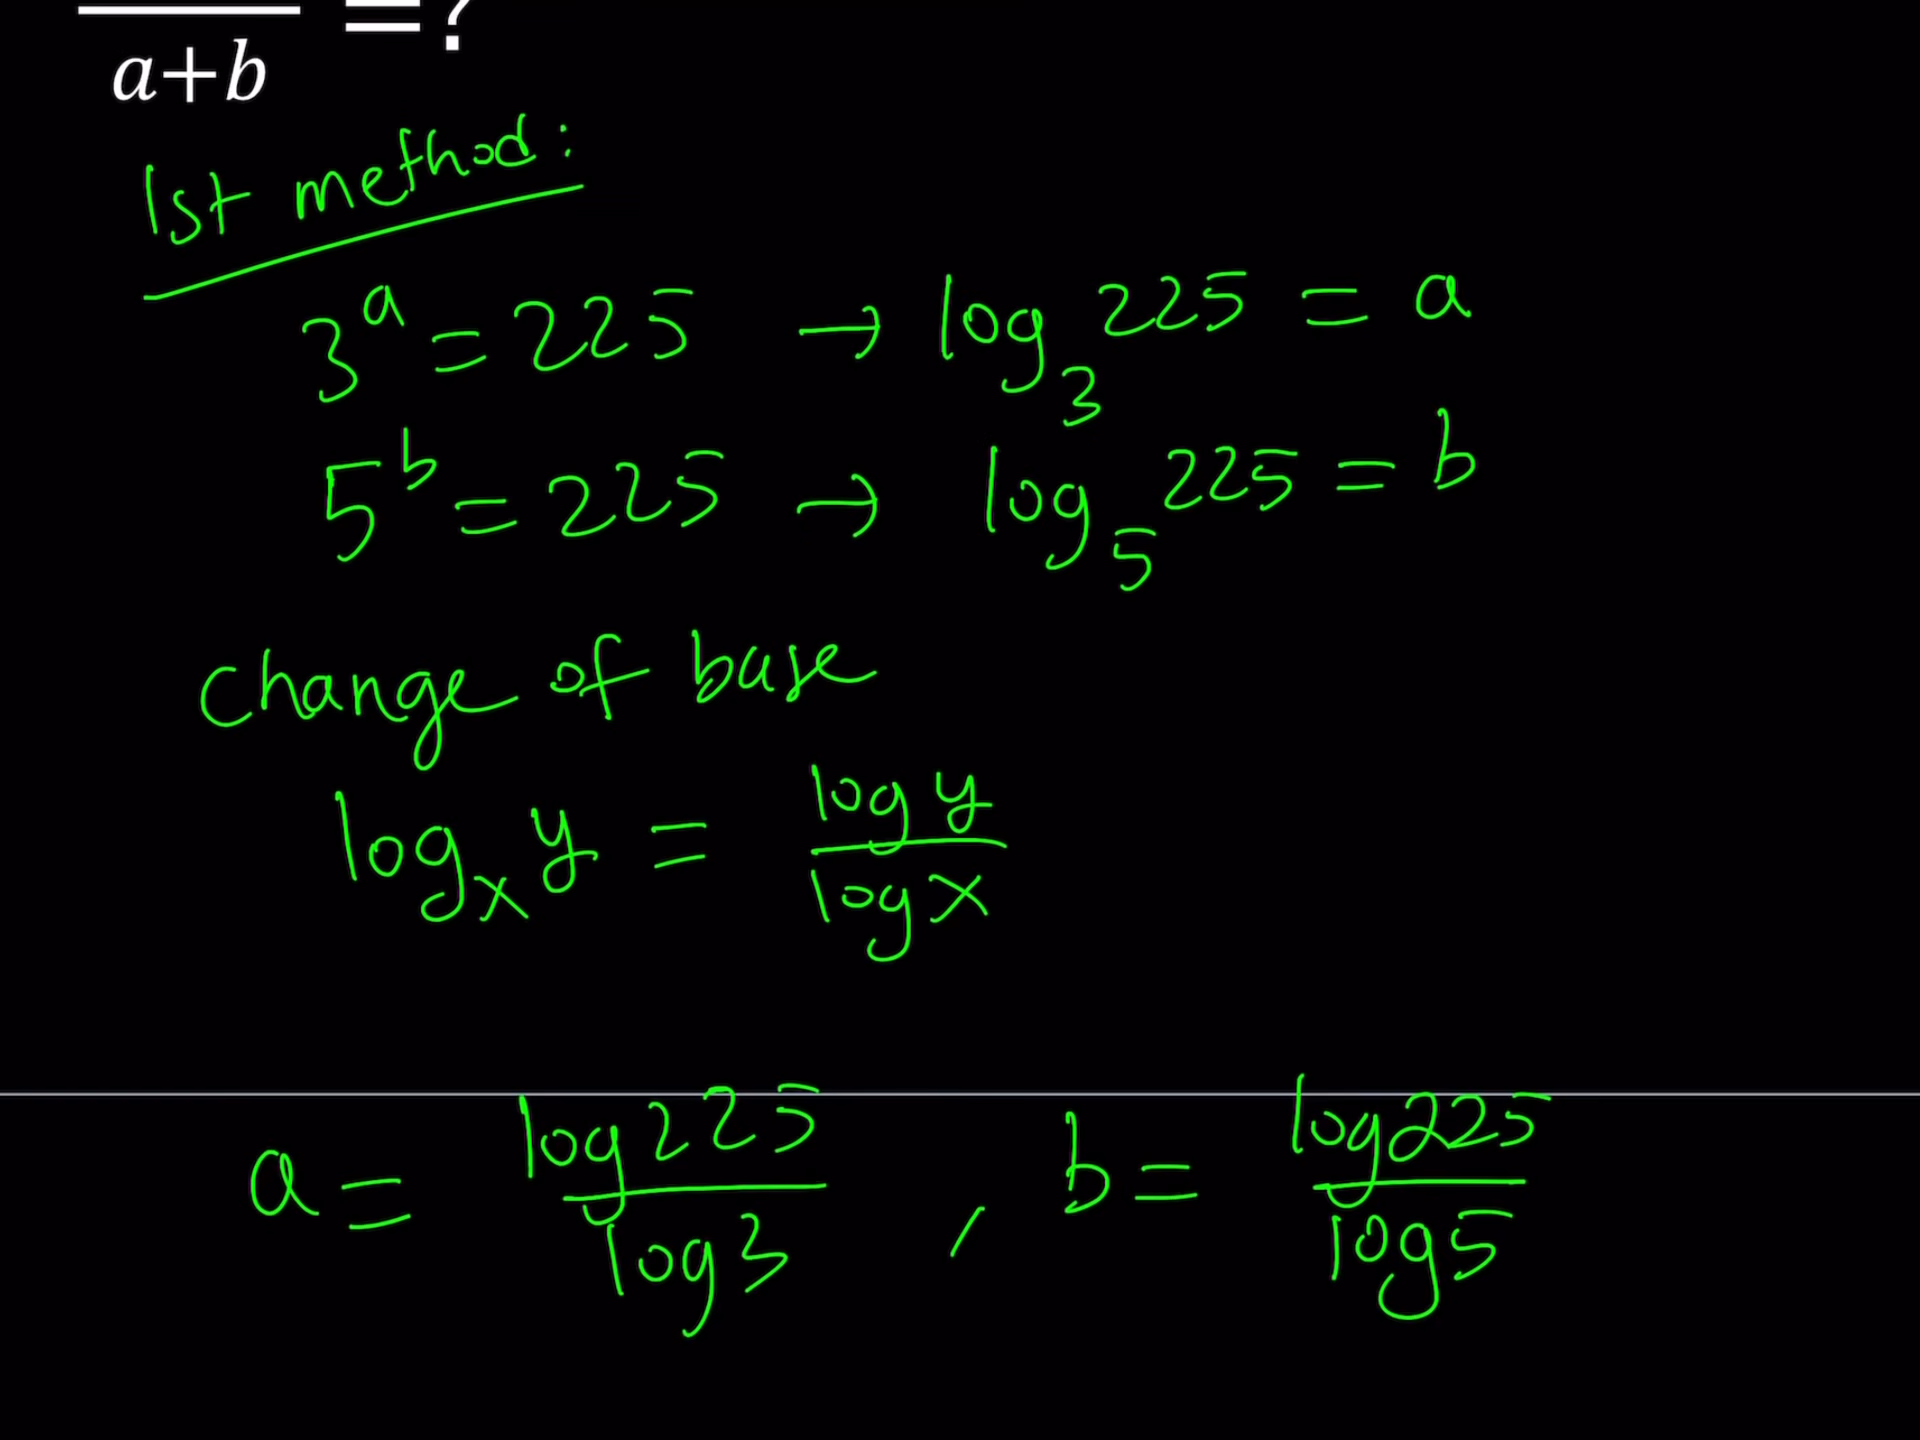 =?
a+b
1st method:
3^a = 225 → log_3 225 = a
5^b = 225 → log_5 225 = b
Change of base
log_x y = log y / log x
a = log 225 / log 3 , b = log 225 / log 5